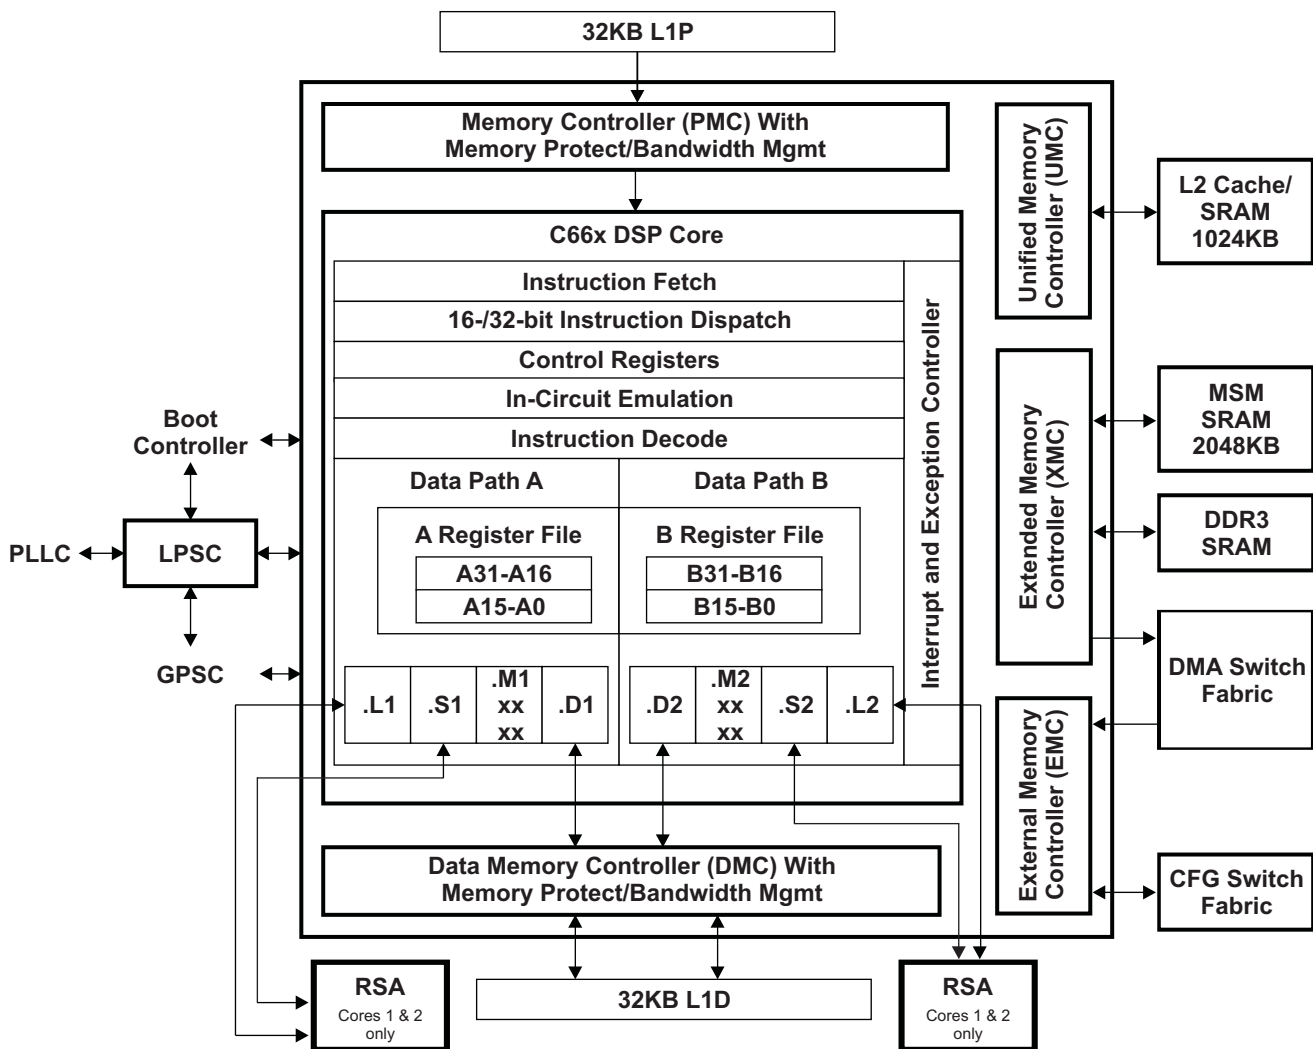 32KB L1P
Memory Controller (PMC) With
Memory Protect/Bandwidth Mgmt
C66x DSP Core
Instruction Fetch
16-/32-bit Instruction Dispatch
Control Registers
In-Circuit Emulation
Instruction Decode
Data Path A
Data Path B
A Register File
A31-A16
A15-A0
B Register File
B31-B16
B15-B0
.L1
.S1
.M1
xx
xx
.D1
.D2
.M2
xx
xx
.S2
.L2
Interrupt and Exception Controller
Data Memory Controller (DMC) With
Memory Protect/Bandwidth Mgmt
32KB L1D
RSA
Cores 1 & 2
only
RSA
Cores 1 & 2
only
Boot
Controller
PLLC
LPSC
GPSC
Unified Memory
Controller (UMC)
Extended Memory
Controller (XMC)
External Memory
Controller (EMC)
L2 Cache/
SRAM
1024KB
MSM
SRAM
2048KB
DDR3
SRAM
DMA Switch
Fabric
CFG Switch
Fabric